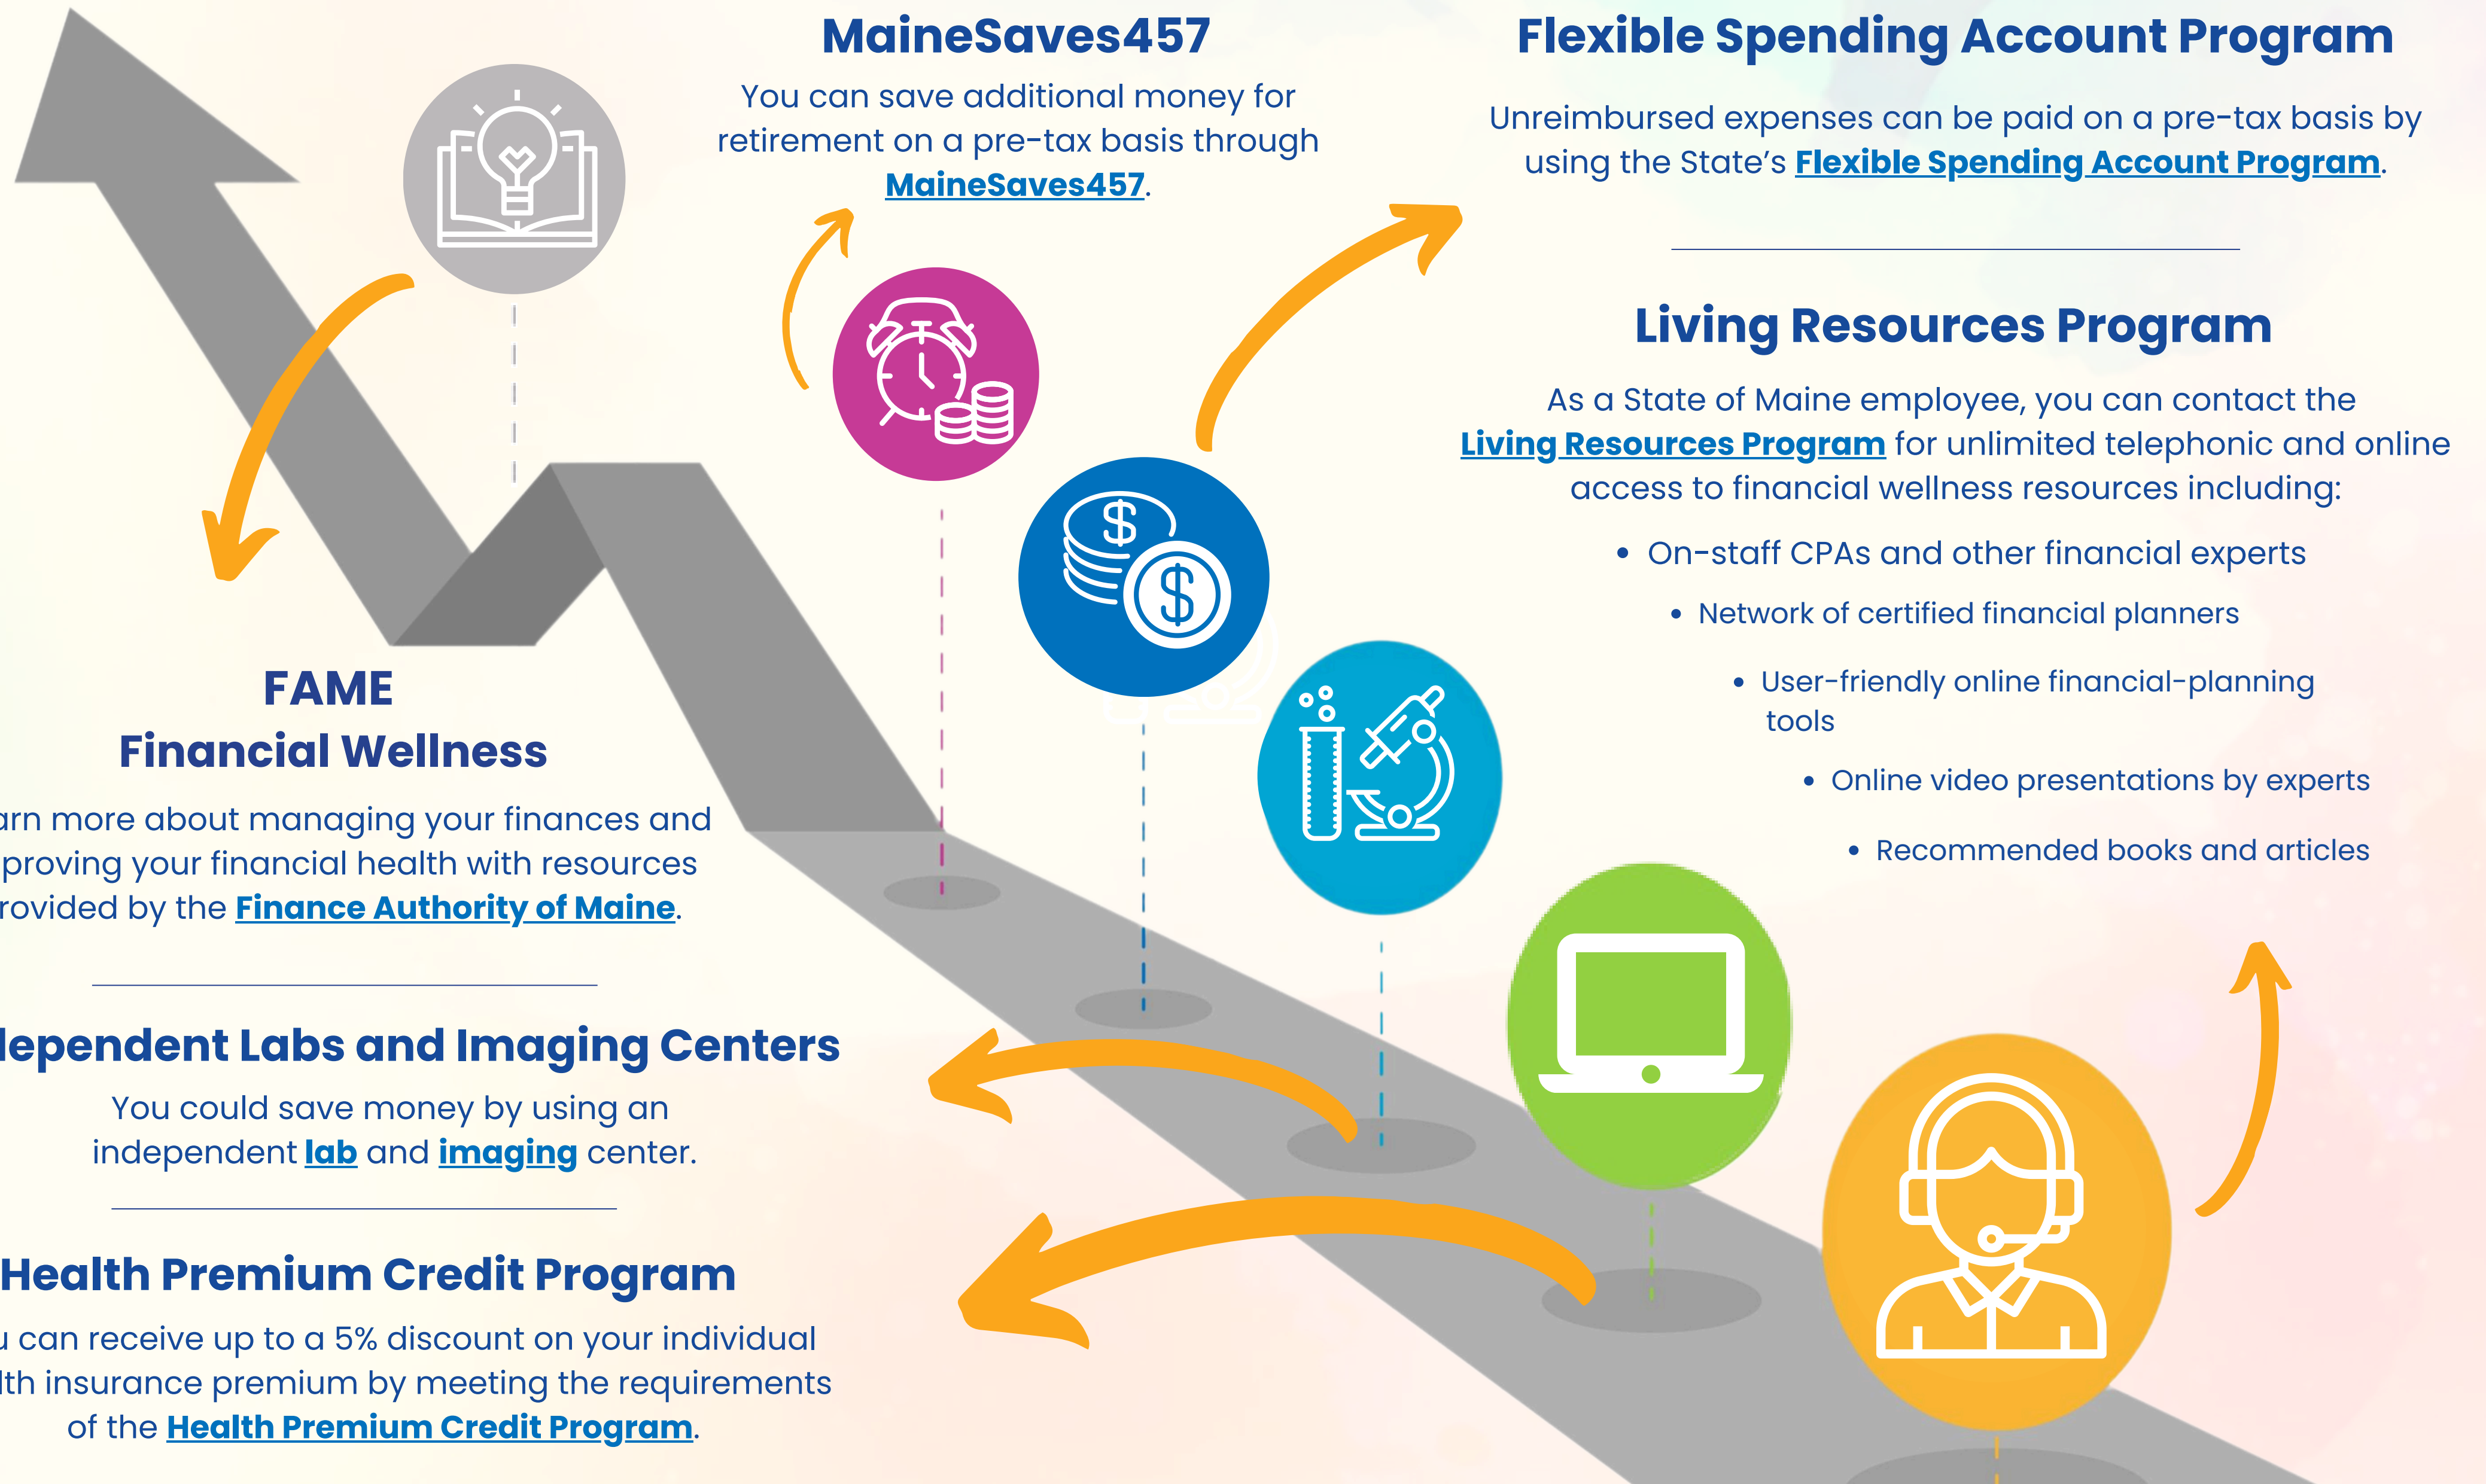 MaineSaves457
You can save additional money for
retirement on a pre-tax basis through
MaineSaves457.
Flexible Spending Account Program
Unreimbursed expenses can be paid on a pre-tax basis by
using the State's Flexible Spending Account Program.
Living Resources Program
As a State of Maine employee, you can contact the
Living Resources Program for unlimited telephonic and online
access to financial wellness resources including:
• On-staff CPAs and other financial experts
• Network of certified financial planners
• User-friendly online financial-planning
tools
• Online video presentations by experts
• Recommended books and articles
FAME
Financial Wellness
more about managing your finances and
your financial health with resources
by the Finance Authority of Maine.
Labs and Imaging Centers
You could save money by using an
independent lab and imaging center.
Health Premium Credit Program
can receive up to a 5% discount on your individual
insurance premium by meeting the requirements
of the Health Premium Credit Program.